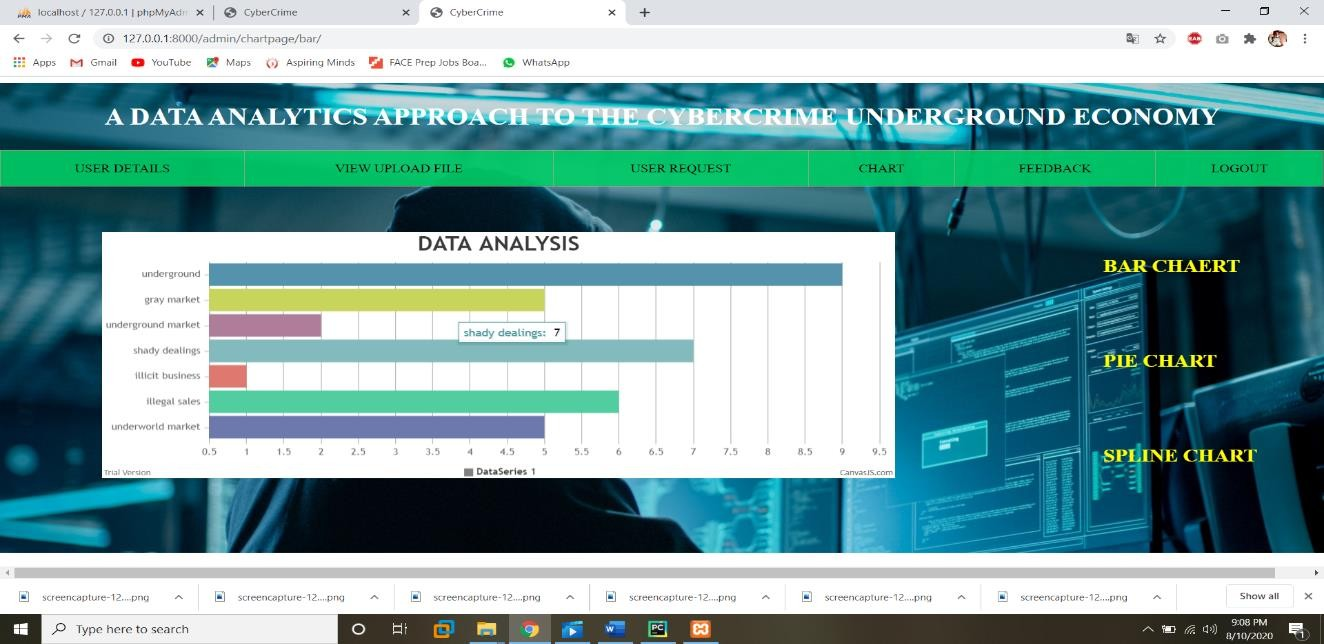 localhost / 127.0.0.1 | phpMyAdm
CyberCrime
CyberCrime
127.0.0.1:8000/admin/chartpage/bar/
Apps Gmail YouTube Maps Aspiring Minds FACE Prep Jobs Boa... WhatsApp
A DATA ANALYTICS APPROACH TO THE CYBERCRIME UNDERGROUND ECONOMY
USER DETAILS VIEW UPLOAD FILE USER REQUEST CHART FEEDBACK LOGOUT
DATA ANALYSIS
underground
gray market
underground market
shady dealings: 7
shady dealings
illicit business
illegal sales
underworld market
0.5 1 1.5 2 2.5 3 3.5 4 4.5 5 5.5 6 6.5 7 7.5 8 8.5 9 9.5
Trial Version DataSeries 1 CanvasJS.com
BAR CHAERT
PIE CHART
SPLINE CHART
screencapture-12....png screencapture-12....png screencapture-12....png screencapture-12....png screencapture-12....png screencapture-12....png Show all
Type here to search
9:08 PM
8/10/2020